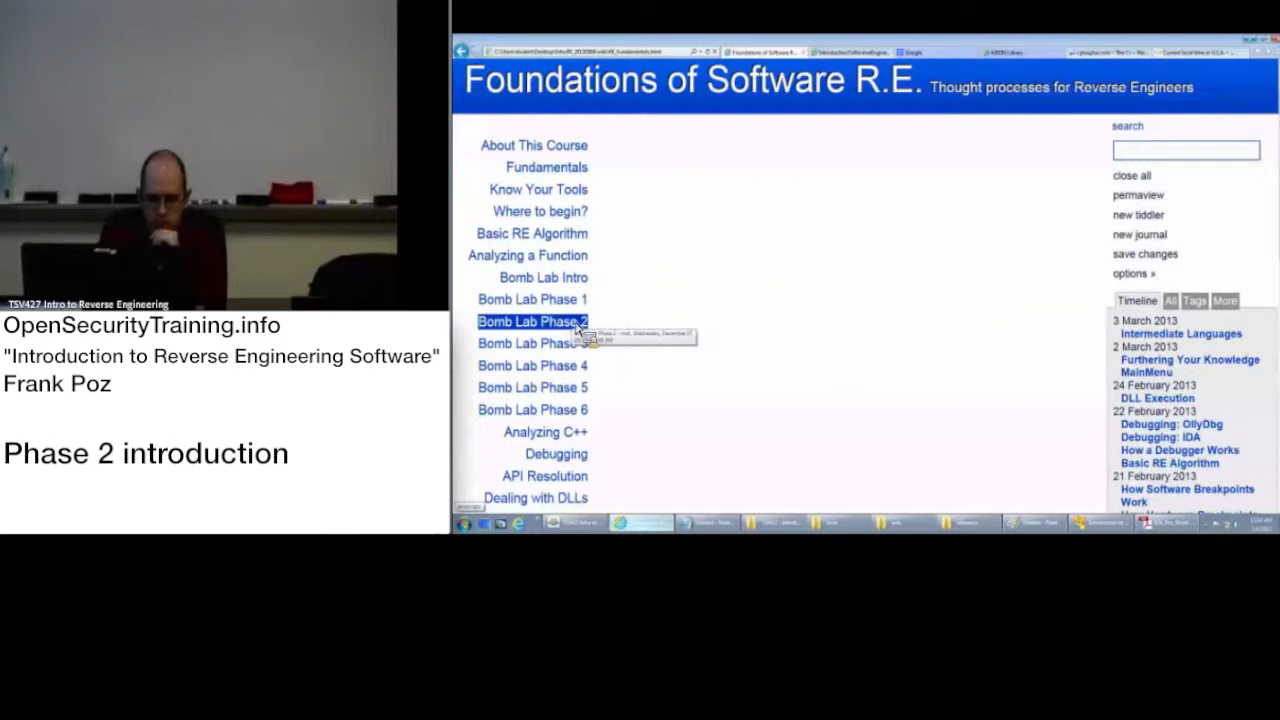 TSV427 Intro to Reverse Engineering
OpenSecurityTraining.info
"Introduction to Reverse Engineering Software"
Frank Poz
Phase 2 introduction
Foundations of Software R.E. Thought processes for Reverse Engineers
About This Course
Fundamentals
Know Your Tools
Where to begin?
Basic RE Algorithm
Analyzing a Function
Bomb Lab Intro
Bomb Lab Phase 1
Bomb Lab Phase 2
Bomb Lab Phase 3
Bomb Lab Phase 4
Bomb Lab Phase 5
Bomb Lab Phase 6
Analyzing C++
Debugging
API Resolution
Dealing with DLLs
search
close all
permaview
new tiddler
new journal
save changes
options »
Timeline All Tags More
3 March 2013
Intermediate Languages
2 March 2013
Furthering Your Knowledge
MainMenu
24 February 2013
DLL Execution
22 February 2013
Debugging: OllyDbg
Debugging: IDA
How a Debugger Works
Basic RE Algorithm
21 February 2013
How Software Breakpoints
Work